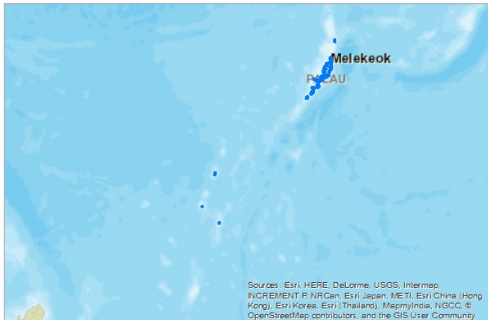 Melekeok
PALAU
Sources: Esri, HERE, DeLorme, USGS, Intermap,
INCREMENT P, NRCan, Esri Japan, METI, Esri China (Hong
Kong), Esri Korea, Esri (Thailand), MapmyIndia, NGCC, ©
OpenStreetMap contributors, and the GIS User Community